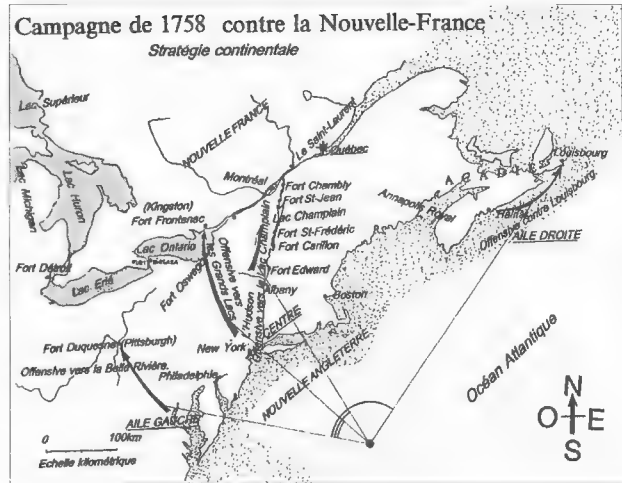 Campagne de 1758 contre la Nouvelle-France
Stratégie continentale
Lac Supérieur
Lac Michigan
Lac Huron
NOUVELLE FRANCE
Le Saint-Laurent
Québec
Montréal
ACADIE
Louisbourg
Annapolis Royal
Halifax
Offensive contre Louisbourg
AILE DROITE
(Kingston)
Fort Frontenac
Fort Chambly
Fort St-Jean
Lac Champlain
Fort St-Frédéric
Fort Carillon
Fort Edward
Albany
Lac Ontario
Fort Détroit
Lac Erié
Fort Oswego
Offensive vers
les Grands Lacs
L'Hudson
Offensive vers le Lac Champlain
CENTRE
Boston
New York
Fort Duquesne (Pittsburgh)
Offensive vers la Belle Rivière.
Philadelphie
NOUVELLE ANGLETERRE
Océan Atlantique
AILE GAUCHE
0 100km
Echelle kilométrique
N
O E
S